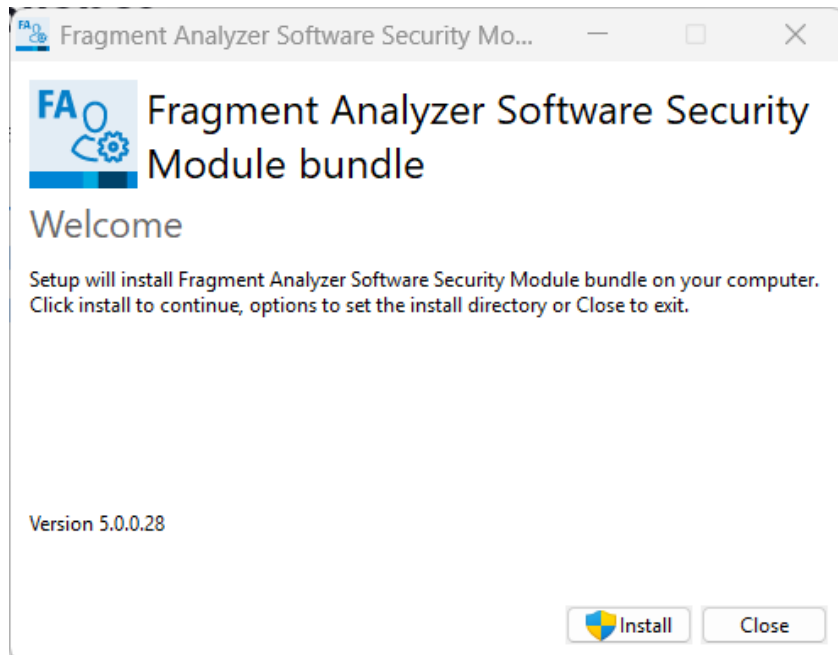 Fragment Analyzer Software Security Mo...
FA
Fragment Analyzer Software Security
Module bundle
Welcome
Setup will install Fragment Analyzer Software Security Module bundle on your computer.
Click install to continue, options to set the install directory or Close to exit.
Version 5.0.0.28
Install Close